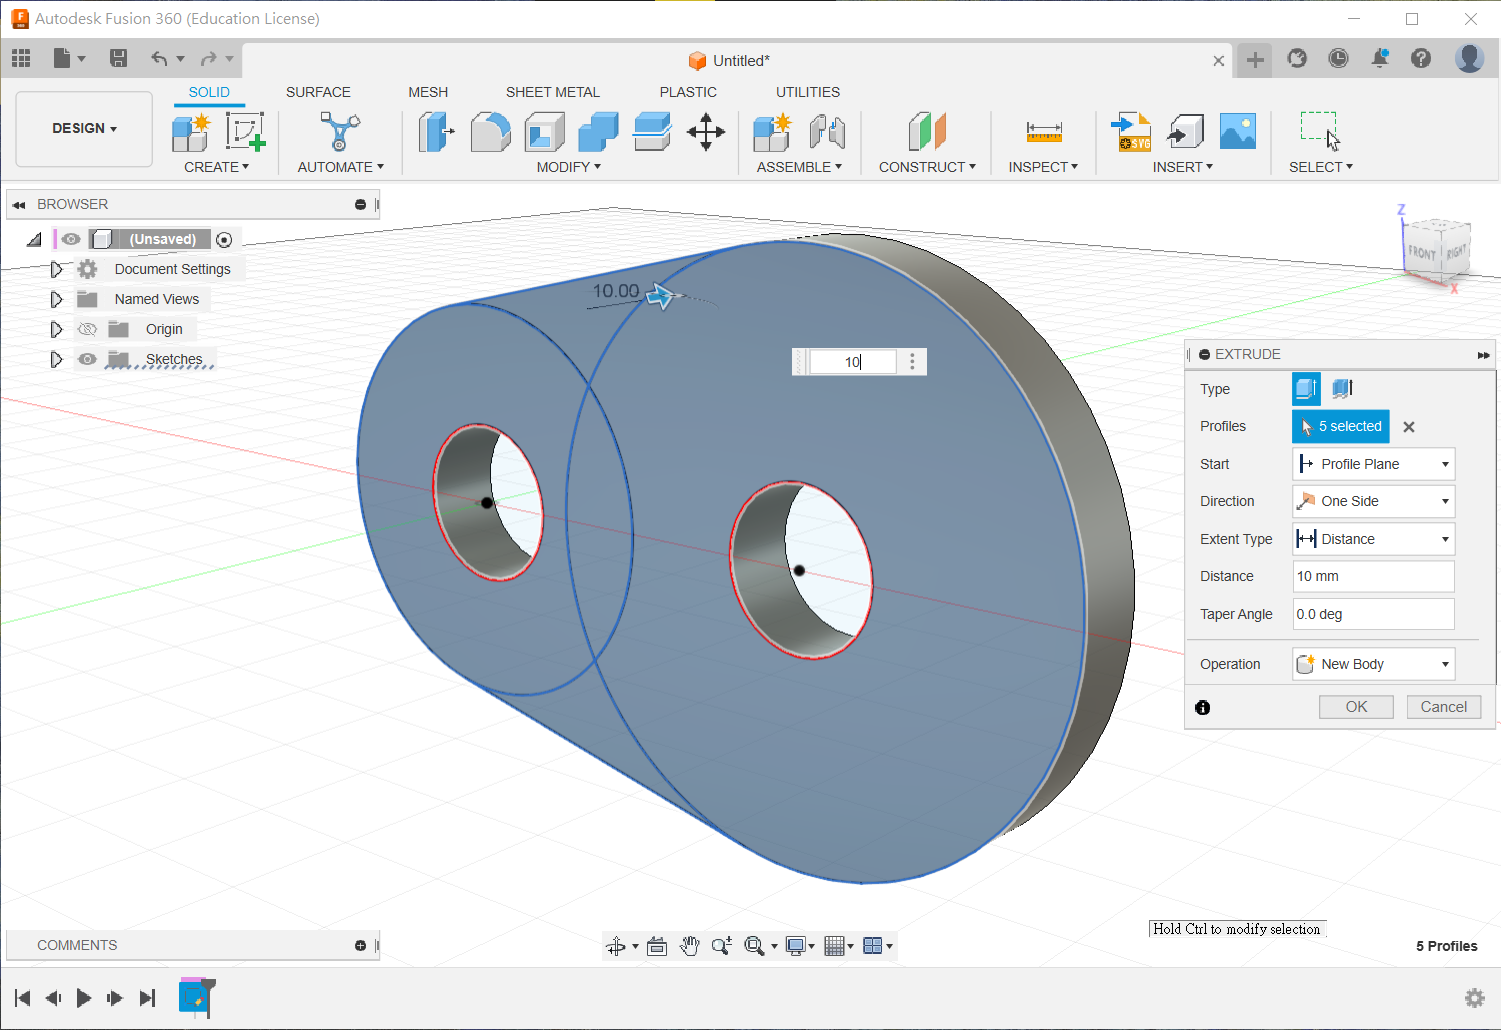 Autodesk Fusion 360 (Education License)
Untitled*
SOLID
SURFACE
MESH
SHEET METAL
PLASTIC
UTILITIES
DESIGN
CREATE
AUTOMATE
MODIFY
ASSEMBLE
CONSTRUCT
INSPECT
INSERT
SELECT
SVG
BROWSER
(Unsaved)
Document Settings
Named Views
Origin
Sketches
10.00
10
Z
FRONT
RIGHT
X
EXTRUDE
Type
Profiles
5 selected
Start
Profile Plane
Direction
One Side
Extent Type
Distance
Distance
10 mm
Taper Angle
0.0 deg
Operation
New Body
OK
Cancel
Hold Ctrl to modify selection
COMMENTS
5 Profiles